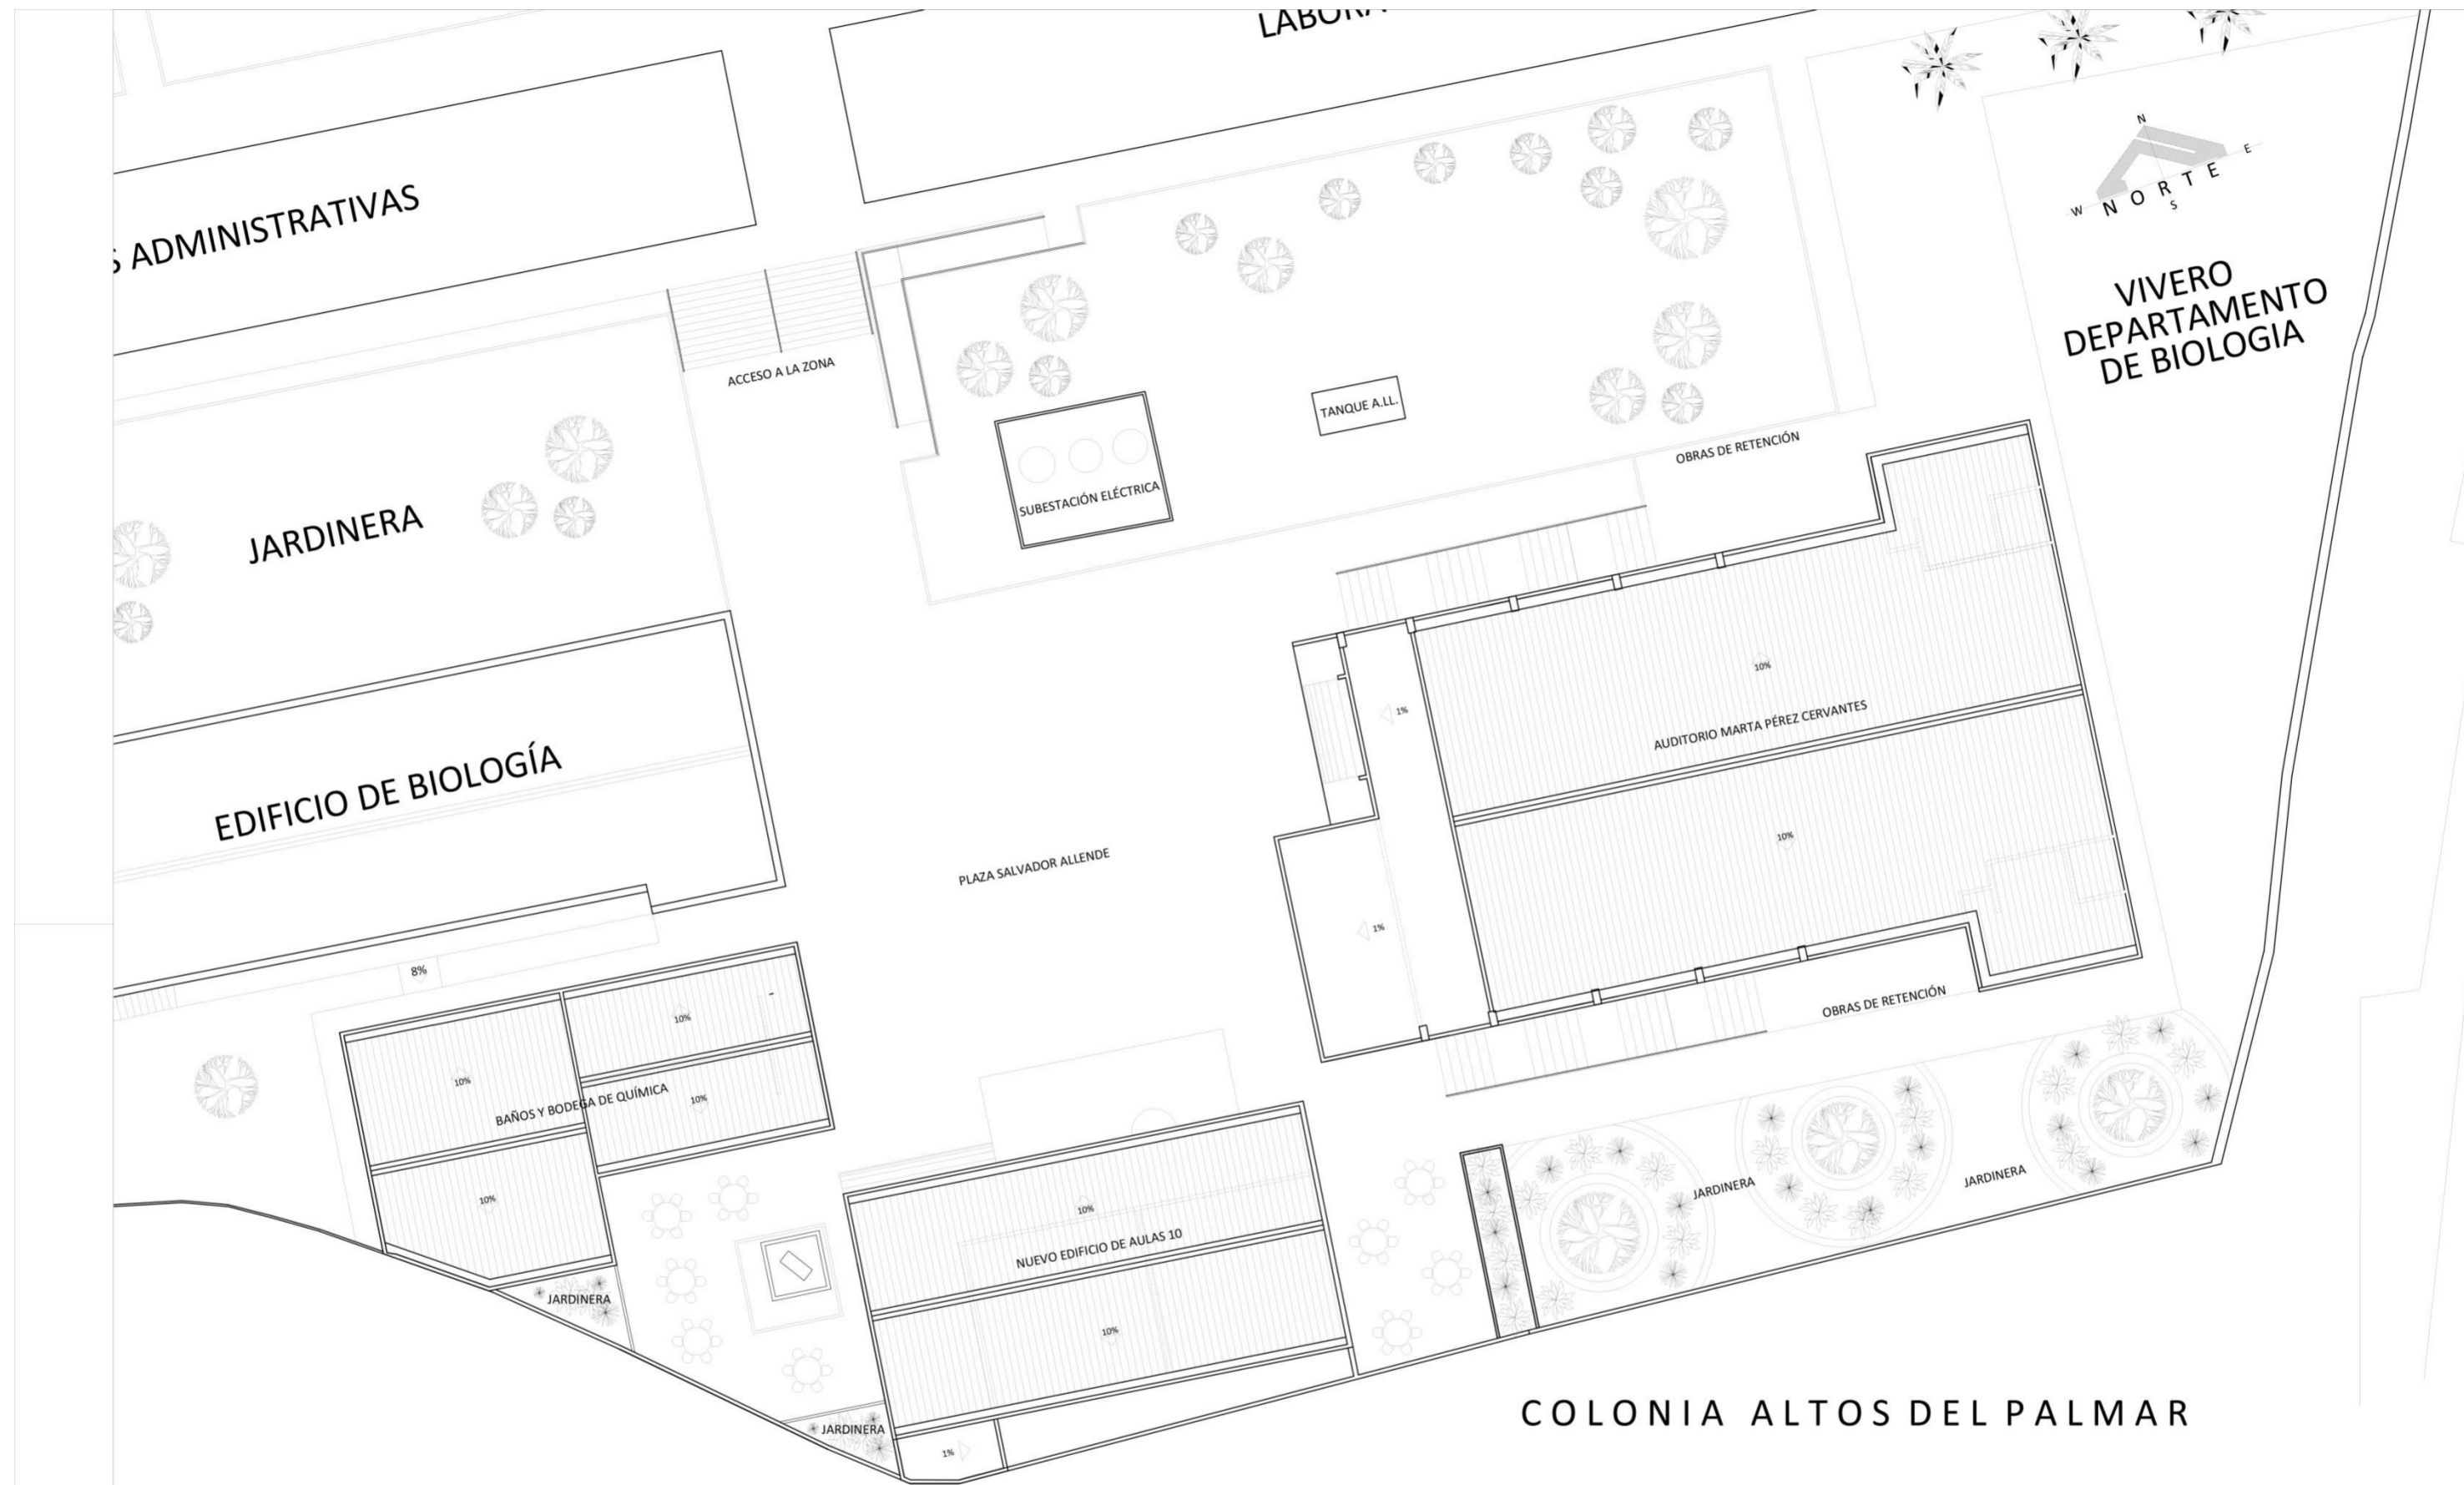 LABORA
S ADMINISTRATIVAS
N
E
W
S
NORTE
VIVERO
DEPARTAMENTO
DE BIOLOGIA
ACCESO A LA ZONA
TANQUE A.LL.
OBRAS DE RETENCIÓN
SUBESTACIÓN ELÉCTRICA
JARDINERA
10%
1%
AUDITORIO MARTA PÉREZ CERVANTES
EDIFICIO DE BIOLOGÍA
10%
PLAZA SALVADOR ALLENDE
1%
8%
OBRAS DE RETENCIÓN
10%
10%
BAÑOS Y BODEGA DE QUÍMICA
10%
10%
JARDINERA
JARDINERA
10%
NUEVO EDIFICIO DE AULAS 10
JARDINERA
10%
JARDINERA
1%
COLONIA ALTOS DEL PALMAR